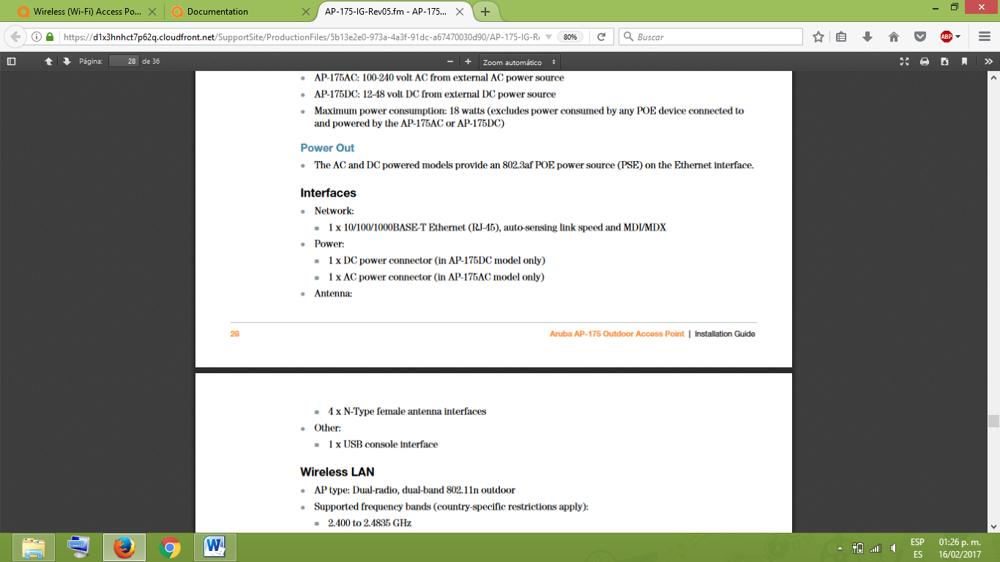 Wireless (Wi-Fi) Access Po...
Documentation
AP-175-IG-Rev05.fm - AP-175...
https://d1x3hnhct7p62q.cloudfront.net/SupportSite/ProductionFiles/5b13e2e0-973a-4a3f-91dc-a67470030d90/AP-175-IG-Re
80%
Buscar
ABP
Página:
28
de 36
Zoom automático
AP-175AC: 100-240 volt AC from external AC power source
AP-175DC: 12-48 volt DC from external DC power source
Maximum power consumption: 18 watts (excludes power consumed by any POE device connected to
and powered by the AP-175AC or AP-175DC)
Power Out
The AC and DC powered models provide an 802.3af POE power source (PSE) on the Ethernet interface.
Interfaces
Network:
1 x 10/100/1000BASE-T Ethernet (RJ-45), auto-sensing link speed and MDI/MDX
Power:
1 x DC power connector (in AP-175DC model only)
1 x AC power connector (in AP-175AC model only)
Antenna:
28
Aruba AP-175 Outdoor Access Point | Installation Guide
4 x N-Type female antenna interfaces
Other:
1 x USB console interface
Wireless LAN
AP type: Dual-radio, dual-band 802.11n outdoor
Supported frequency bands (country-specific restrictions apply):
2.400 to 2.4835 GHz
ESP
ES
01:26 p. m.
16/02/2017